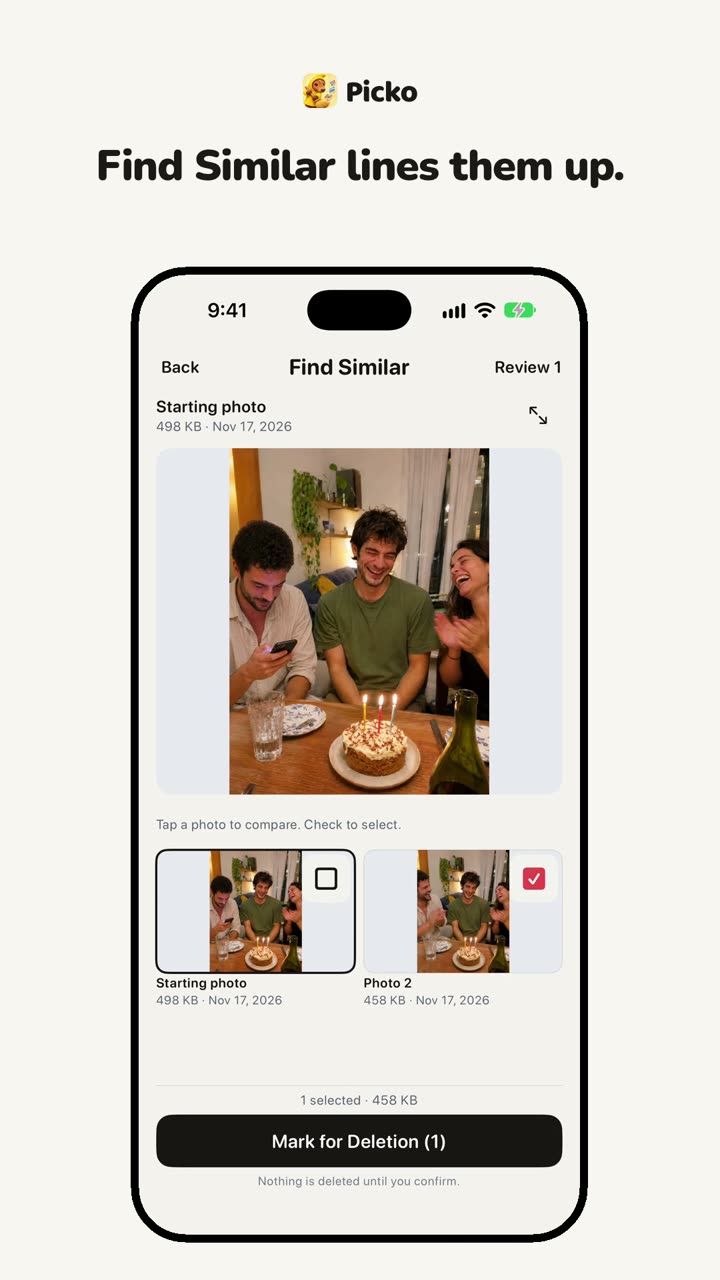 Picko
Find Similar lines them up.
9:41
Back Find Similar Review 1
Starting photo
498 KB · Nov 17, 2026
Tap a photo to compare. Check to select.
Starting photo
498 KB · Nov 17, 2026
Photo 2
458 KB · Nov 17, 2026
1 selected · 458 KB
Mark for Deletion (1)
Nothing is deleted until you confirm.